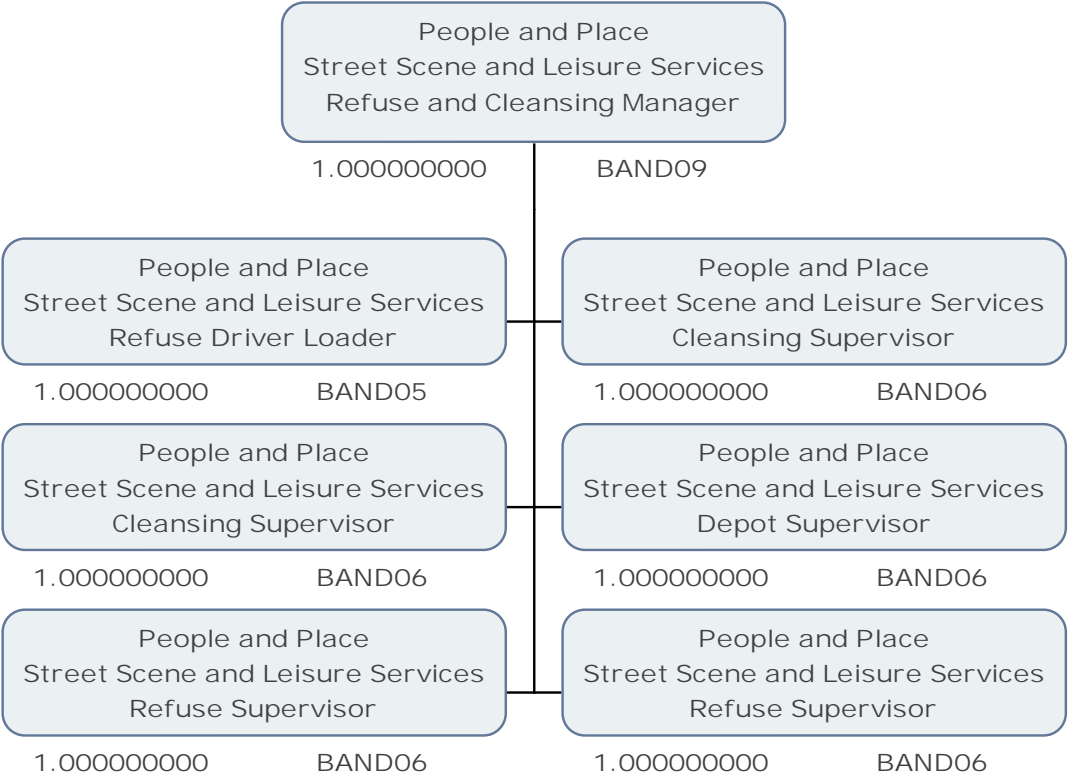 People and Place
Street Scene and Leisure Services
Refuse and Cleansing Manager
1.000000000 BAND09
People and Place
Street Scene and Leisure Services
Refuse Driver Loader
1.000000000 BAND05
People and Place
Street Scene and Leisure Services
Cleansing Supervisor
1.000000000 BAND06
People and Place
Street Scene and Leisure Services
Cleansing Supervisor
1.000000000 BAND06
People and Place
Street Scene and Leisure Services
Depot Supervisor
1.000000000 BAND06
People and Place
Street Scene and Leisure Services
Refuse Supervisor
1.000000000 BAND06
People and Place
Street Scene and Leisure Services
Refuse Supervisor
1.000000000 BAND06